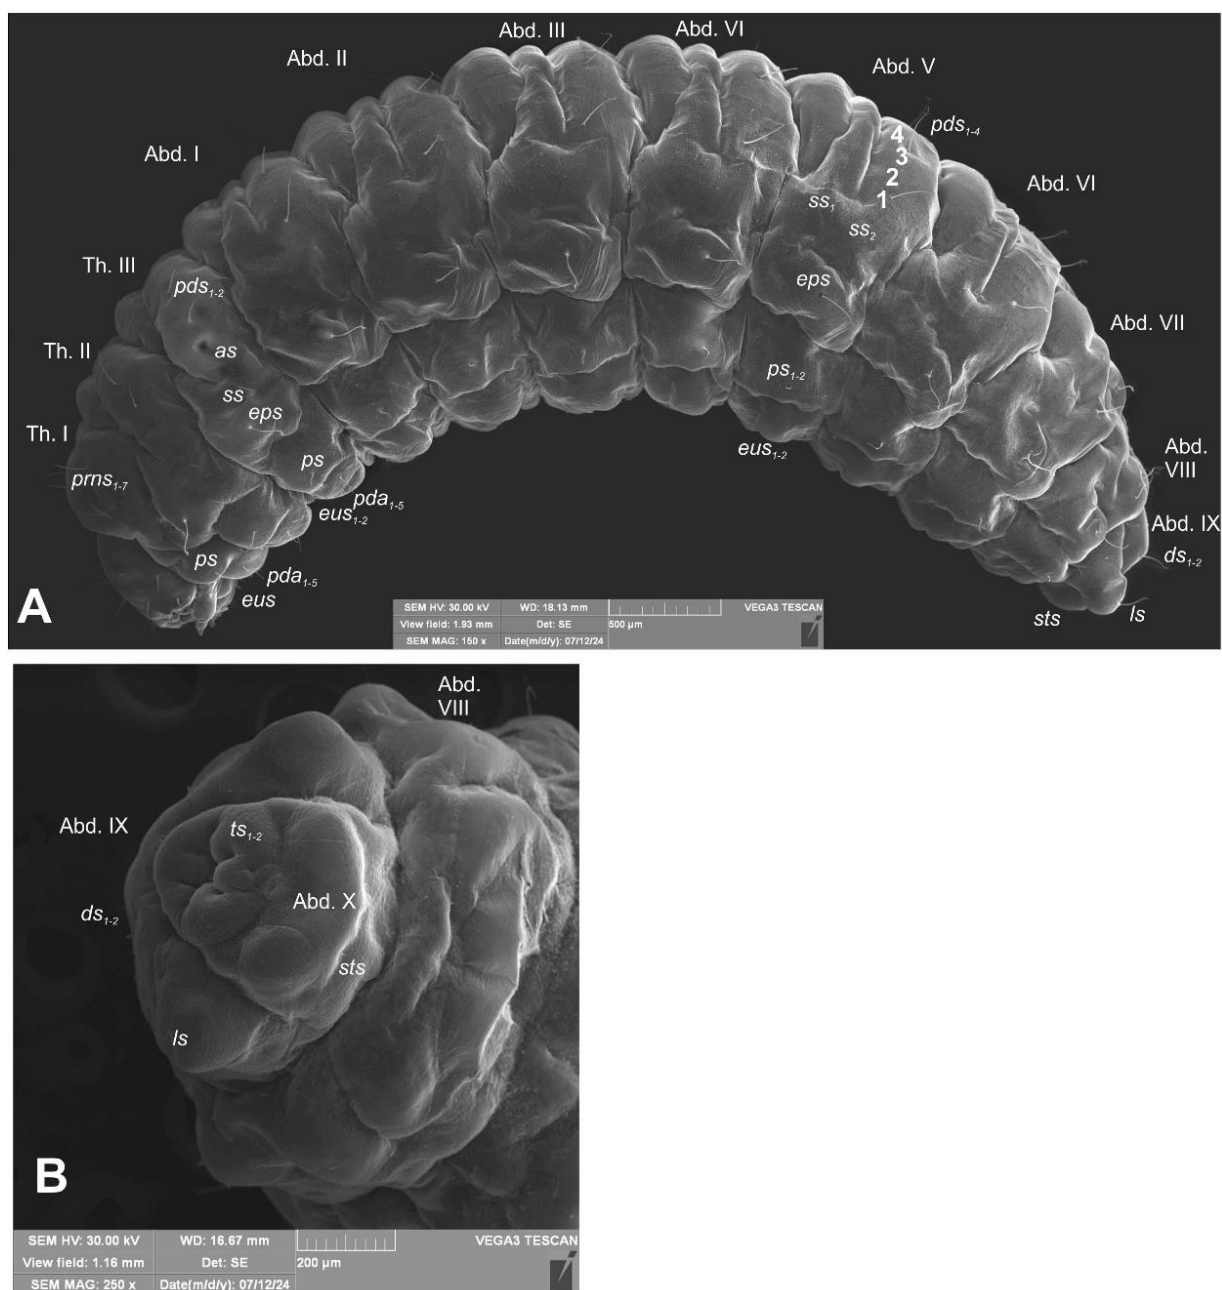 Abd. III
Abd. VI
Abd. II
Abd. V
pds1-4
4
3
2
1
Abd. I
Abd. VI
ss1
ss2
Th. III
pds1-2
eps
Abd. VII
Th. II
as
ps1-2
ss
eps
Th. I
eus1-2
Abd.
VIII
prns1-7
ps
pda1-5
eus1-2
Abd. IX
ds1-2
ps
pda1-5
eus
A
sts
ls
SEM HV: 30.00 kV WD: 18.13 mm VEGA3 TESCAN
View field: 1.93 mm Det: SE 500 µm
SEM MAG: 150 x Date(m/d/y): 07/12/24
Abd.
VIII
Abd. IX
ts1-2
Abd. X
ds1-2
sts
ls
B
SEM HV: 30.00 kV WD: 16.67 mm VEGA3 TESCAN
View field: 1.16 mm Det: SE 200 µm
SEM MAG: 250 x Date(m/d/y): 07/12/24